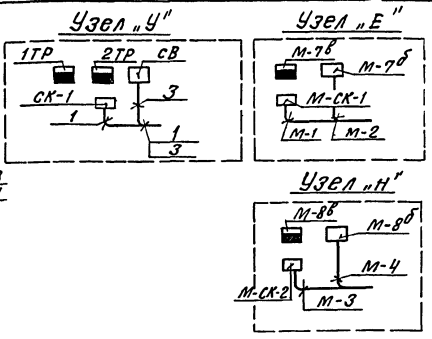 Узел „У"
1ТР 2ТР СВ
СК-1 3
1 1
3
Узел „Е"
М-7в
М-7б
М-СК-1
М-1 М-2
Узел „Н"
М-8в
М-8б
М-4
М-СК-2
М-3